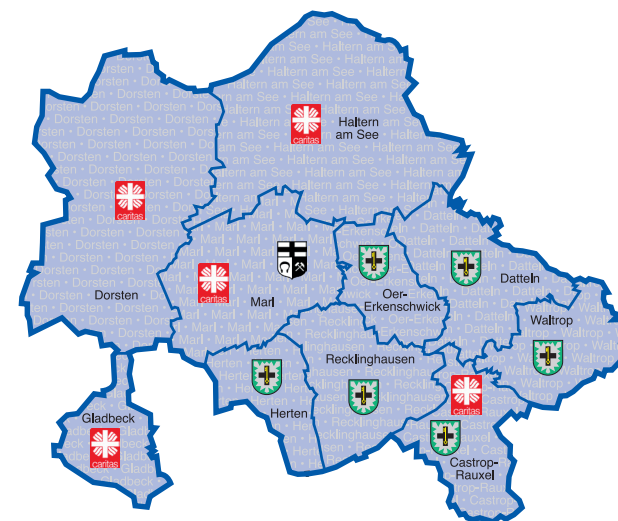 Haltern
am See
caritas
caritas
Dorsten
caritas
Marl
Oer-
Erkenschwick
Datteln
Waltrop
Recklinghausen
Herten
caritas
Gladbeck
caritas
Castrop-
Rauxel